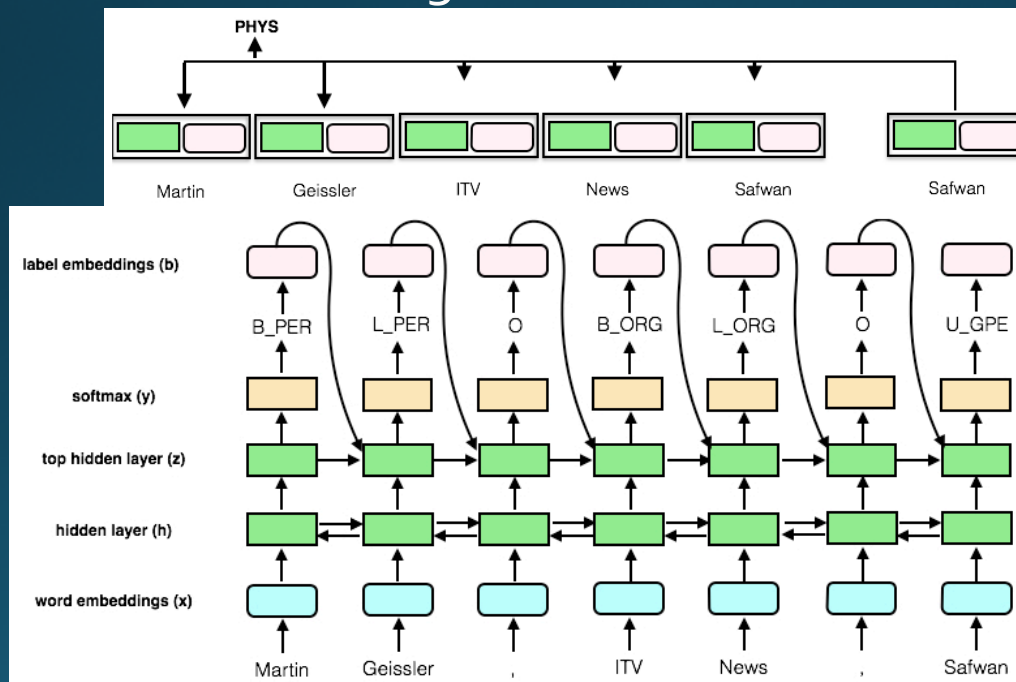 PHYS
Martin Geissler ITV News Safwan Safwan
label embeddings (b)
B_PER L_PER O B_ORG L_ORG O U_GPE
softmax (y)
top hidden layer (z)
hidden layer (h)
word embeddings (x)
Martin Geissler , ITV News , Safwan